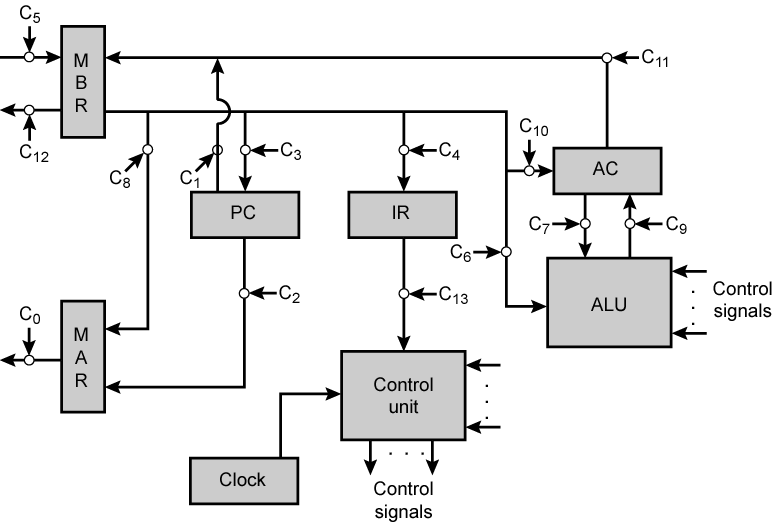 C5
M
B
R
C11
C12
C8
C1
C3
C4
C10
AC
PC
IR
C7
C9
C6
C2
C13
ALU
Control
signals
C0
M
A
R
Control
unit
Clock
Control
signals